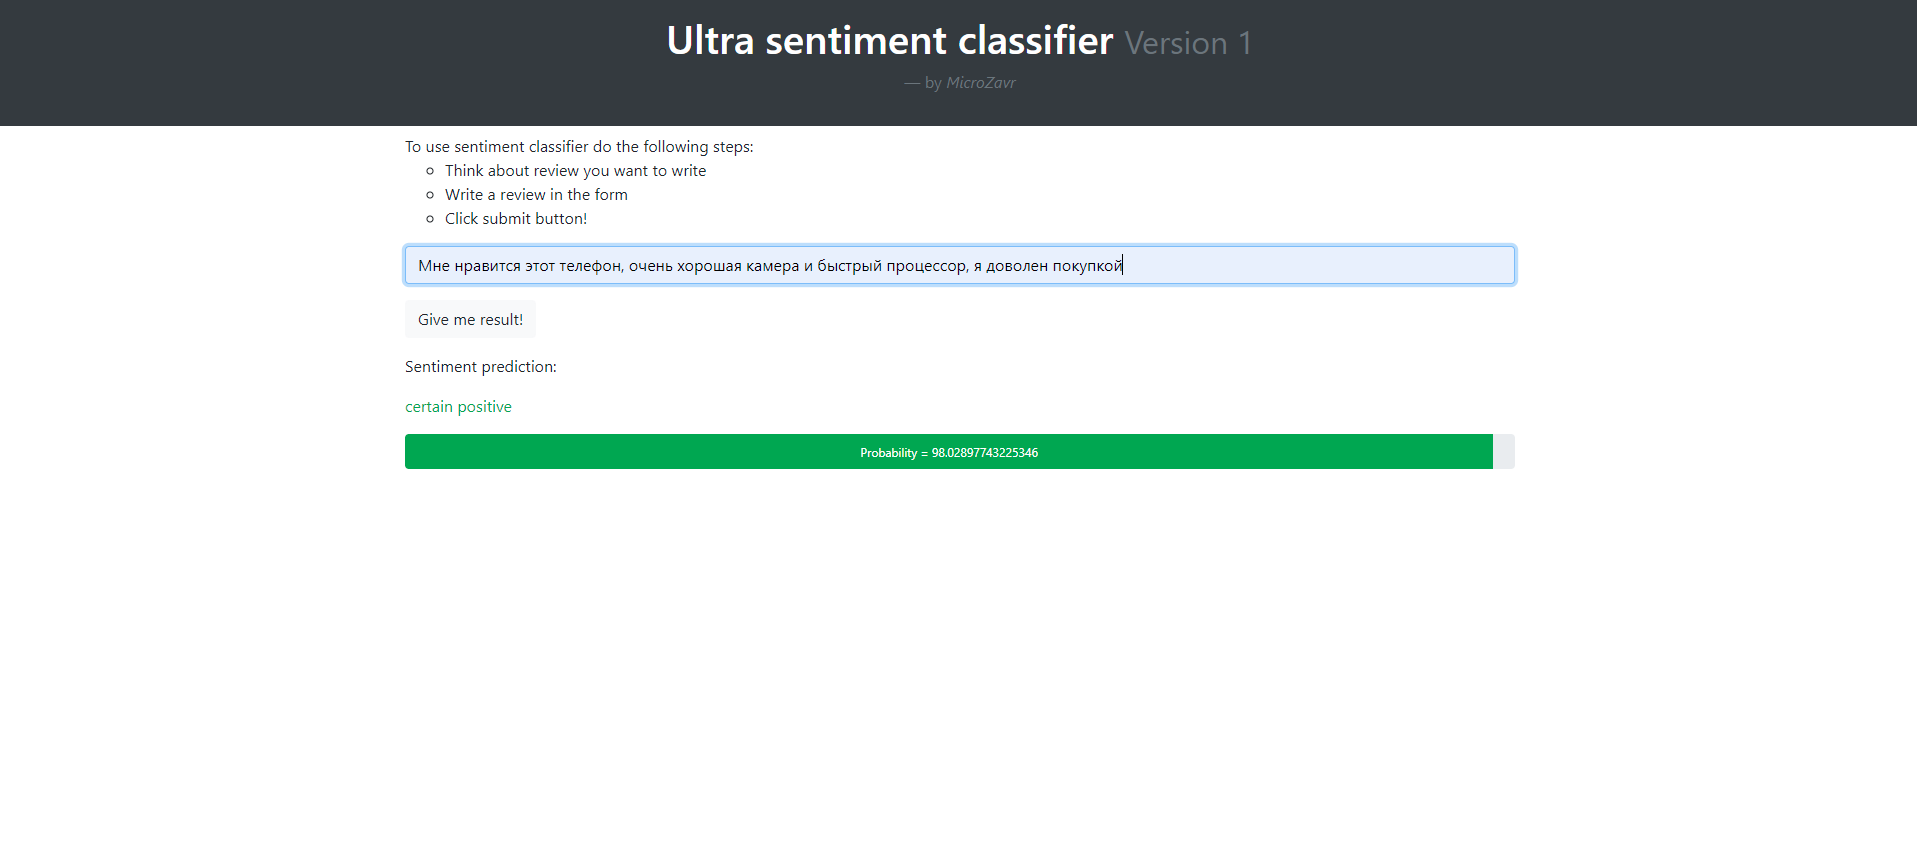 Ultra sentiment classifier Version 1
— by MicroZavr
To use sentiment classifier do the following steps:
Think about review you want to write
Write a review in the form
Click submit button!
Мне нравится этот телефон, очень хорошая камера и быстрый процессор, я доволен покупкой
Give me result!
Sentiment prediction:
certain positive
Probability = 98.02897743225346